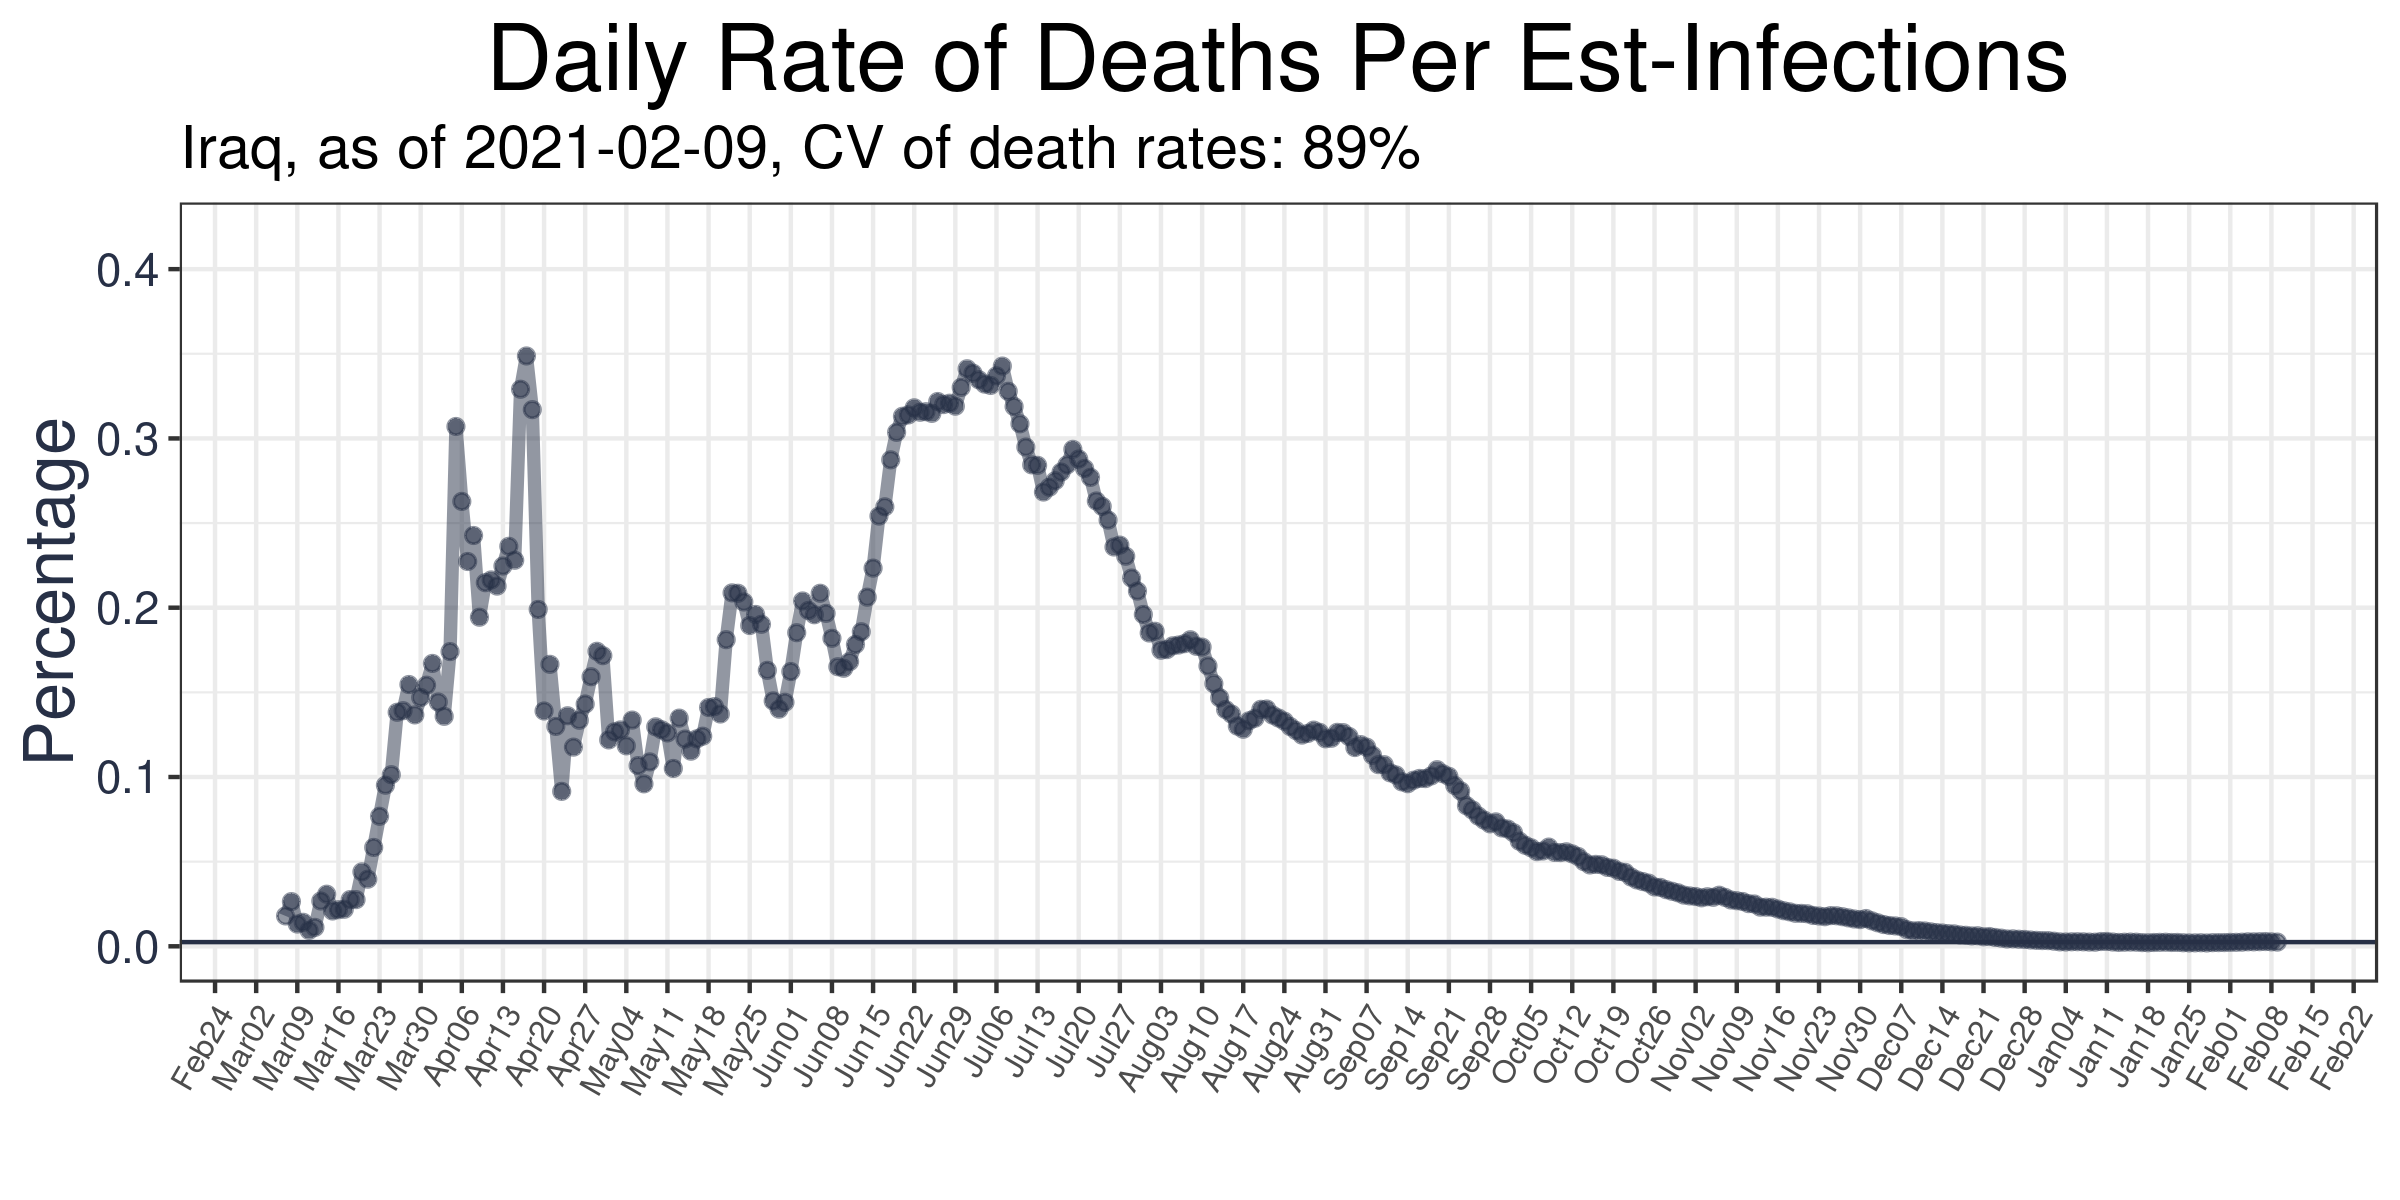 Daily Rate of Deaths Per Est-Infections
Iraq, as of 2021-02-09, CV of death rates: 89%
Percentage
0.4
0.3
0.2
0.1
0.0
Feb24
Mar02
Mar09
Mar16
Mar23
Mar30
Apr06
Apr13
Apr20
Apr27
May04
May11
May18
May25
Jun01
Jun08
Jun15
Jun22
Jun29
Jul06
Jul13
Jul20
Jul27
Aug03
Aug10
Aug17
Aug24
Aug31
Sep07
Sep14
Sep21
Sep28
Oct05
Oct12
Oct19
Oct26
Nov02
Nov09
Nov16
Nov23
Nov30
Dec07
Dec14
Dec21
Dec28
Jan04
Jan11
Jan18
Jan25
Feb01
Feb08
Feb15
Feb22